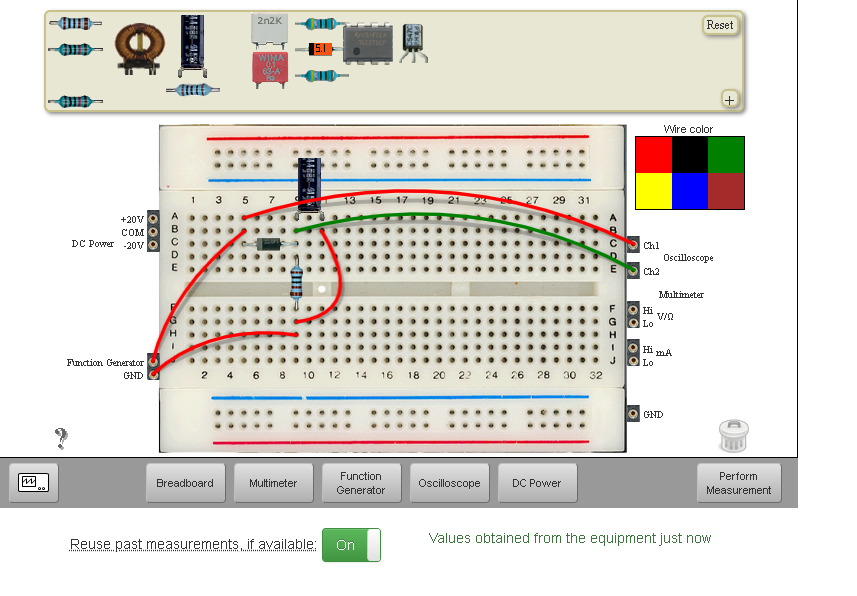 2n2K
5.1
WIMA
0.1
63-A
Reset
+
Wire color
1 3 5 7 9 11 13 15 17 19 21 23 25 27 29 31
A A
B B
C C
D D
E E
+20V
COM
DC Power
-20V
Ch1
Oscilloscope
Ch2
Multimeter
F F
G G
H H
I I
J J
Hi
V/Ω
Lo
Hi
mA
Lo
Function Generator
GND
2 4 6 8 10 12 14 16 18 20 22 24 26 28 30 32
GND
?
Breadboard
Multimeter
Function
Generator
Oscilloscope
DC Power
Perform
Measurement
Reuse past measurements, if available:
On
Values obtained from the equipment just now